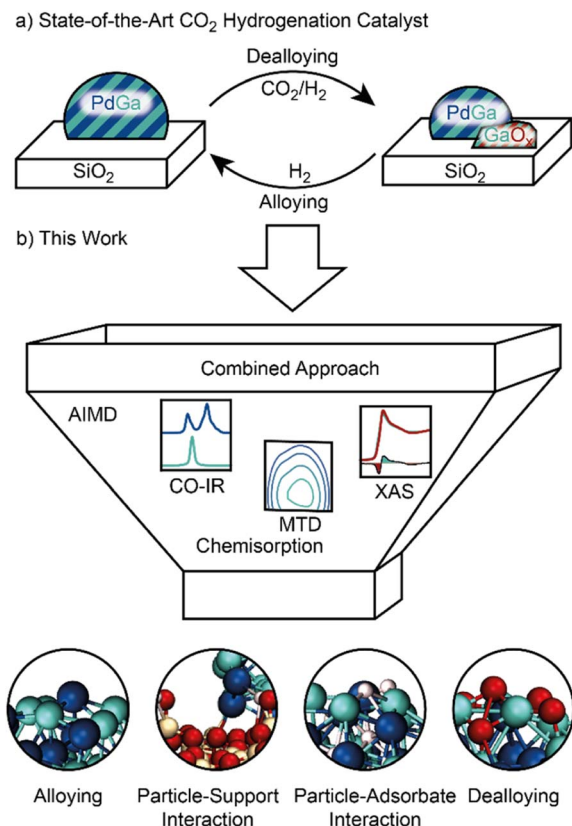 a) State-of-the-Art CO₂ Hydrogenation Catalyst
Dealloying
CO₂/H₂
PdGa
SiO₂
PdGa
GaOₓ
SiO₂
H₂
Alloying
b) This Work
Combined Approach
AIMD
CO-IR
MTD
XAS
Chemisorption
Alloying
Particle-Support
Interaction
Particle-Adsorbate
Interaction
Dealloying